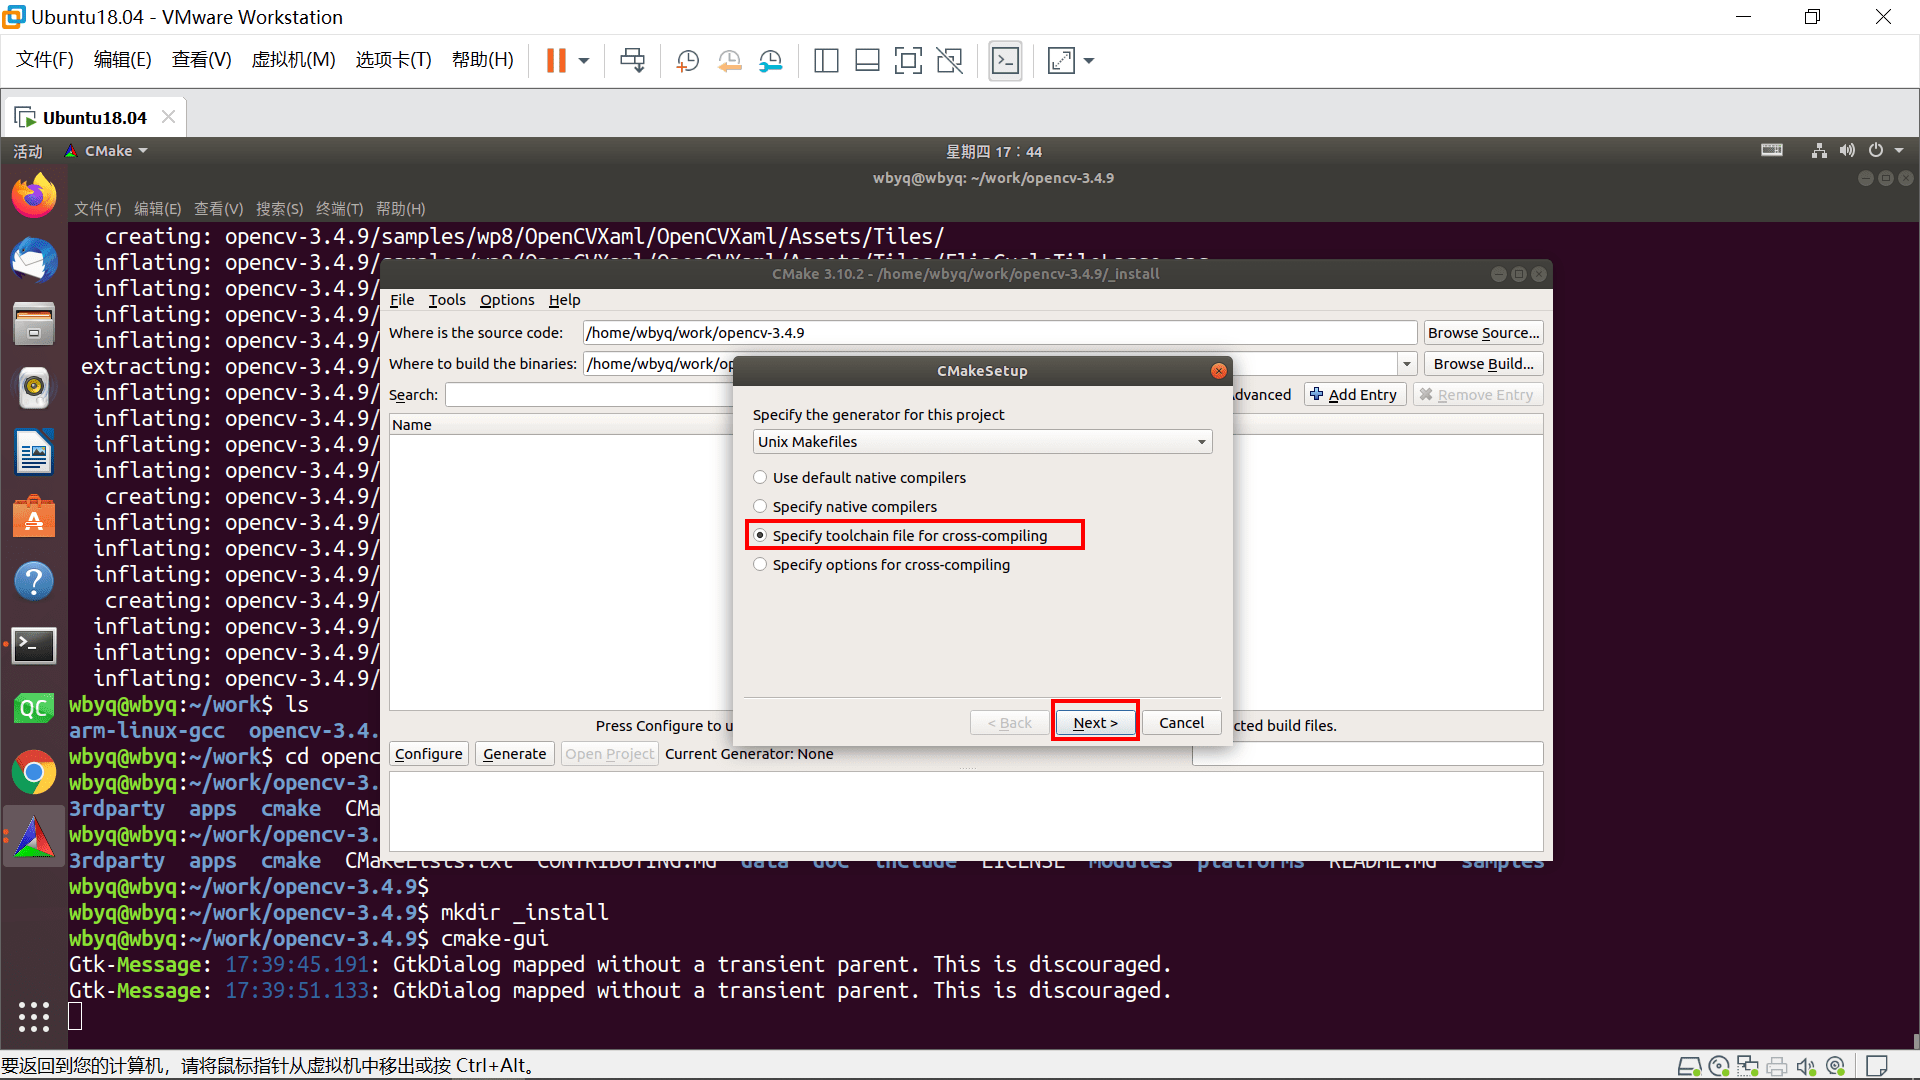 Ubuntu18.04 - VMware Workstation
文件(F) 编辑(E) 查看(V) 虚拟机(M) 选项卡(T) 帮助(H)
Ubuntu18.04
活动 CMake 星期四 17：44
wbyq@wbyq: ~/work/opencv-3.4.9
文件(F) 编辑(E) 查看(V) 搜索(S) 终端(T) 帮助(H)
creating: opencv-3.4.9/samples/wp8/OpenCVXaml/OpenCVXaml/Assets/Tiles/
inflating: opencv-3.4.9/samples/wp8/OpenCVXaml/OpenCVXaml/Assets/Tiles/FlipCycleTileLarge.png
inflating: opencv-3.4.9/
inflating: opencv-3.4.9/
inflating: opencv-3.4.9/
extracting: opencv-3.4.9/
inflating: opencv-3.4.9/
inflating: opencv-3.4.9/
inflating: opencv-3.4.9/
inflating: opencv-3.4.9/
creating: opencv-3.4.9/
inflating: opencv-3.4.9/
inflating: opencv-3.4.9/
inflating: opencv-3.4.9/
creating: opencv-3.4.9/
inflating: opencv-3.4.9/
inflating: opencv-3.4.9/
inflating: opencv-3.4.9/
wbyq@wbyq:~/work$ ls
arm-linux-gcc opencv-3.4.
wbyq@wbyq:~/work$ cd openc
wbyq@wbyq:~/work/opencv-3.
3rdparty apps cmake CMa
wbyq@wbyq:~/work/opencv-3.
3rdparty apps cmake CMakeLists.txt CONTRIBUTING.md data doc include LICENSE modules platforms README.md samples
wbyq@wbyq:~/work/opencv-3.4.9$
wbyq@wbyq:~/work/opencv-3.4.9$ mkdir _install
wbyq@wbyq:~/work/opencv-3.4.9$ cmake-gui
Gtk-Message: 17:39:45.191: GtkDialog mapped without a transient parent. This is discouraged.
Gtk-Message: 17:39:51.133: GtkDialog mapped without a transient parent. This is discouraged.
CMake 3.10.2 - /home/wbyq/work/opencv-3.4.9/_install
File Tools Options Help
Where is the source code: /home/wbyq/work/opencv-3.4.9 Browse Source...
Where to build the binaries: /home/wbyq/work/op Browse Build...
Search: dvanced Add Entry Remove Entry
Name
Press Configure to u cted build files.
Configure Generate Open Project Current Generator: None
CMakeSetup
Specify the generator for this project
Unix Makefiles
Use default native compilers
Specify native compilers
Specify toolchain file for cross-compiling
Specify options for cross-compiling
< Back Next > Cancel
QC
要返回到您的计算机，请将鼠标指针从虚拟机中移出或按 Ctrl+Alt。